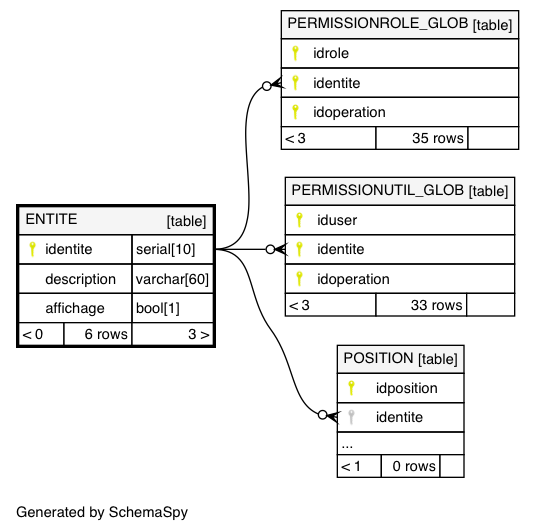 PERMISSIONROLE_GLOB [table]
idrole
identite
idoperation
< 3 35 rows
PERMISSIONUTIL_GLOB [table]
iduser
identite
idoperation
< 3 33 rows
ENTITE [table]
identite serial[10]
description varchar[60]
affichage bool[1]
< 0 6 rows 3 >
POSITION [table]
idposition
identite
...
< 1 0 rows
Generated by SchemaSpy